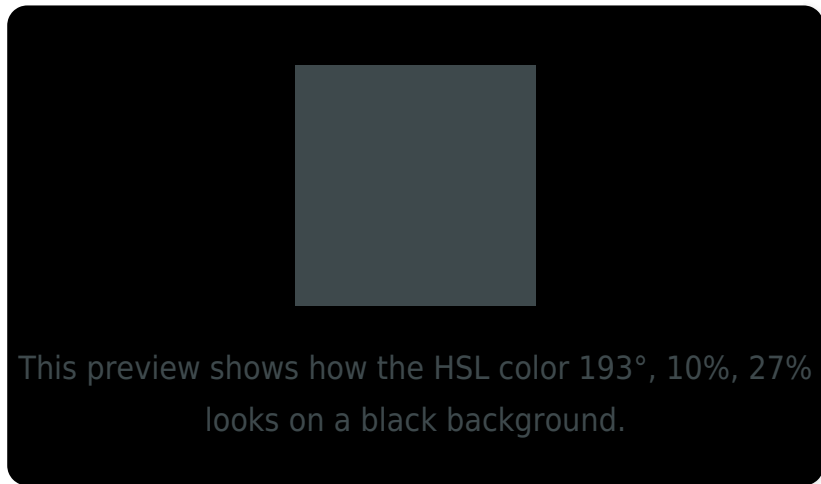 This preview shows how the HSL color 193°, 10%, 27%
looks on a black background.